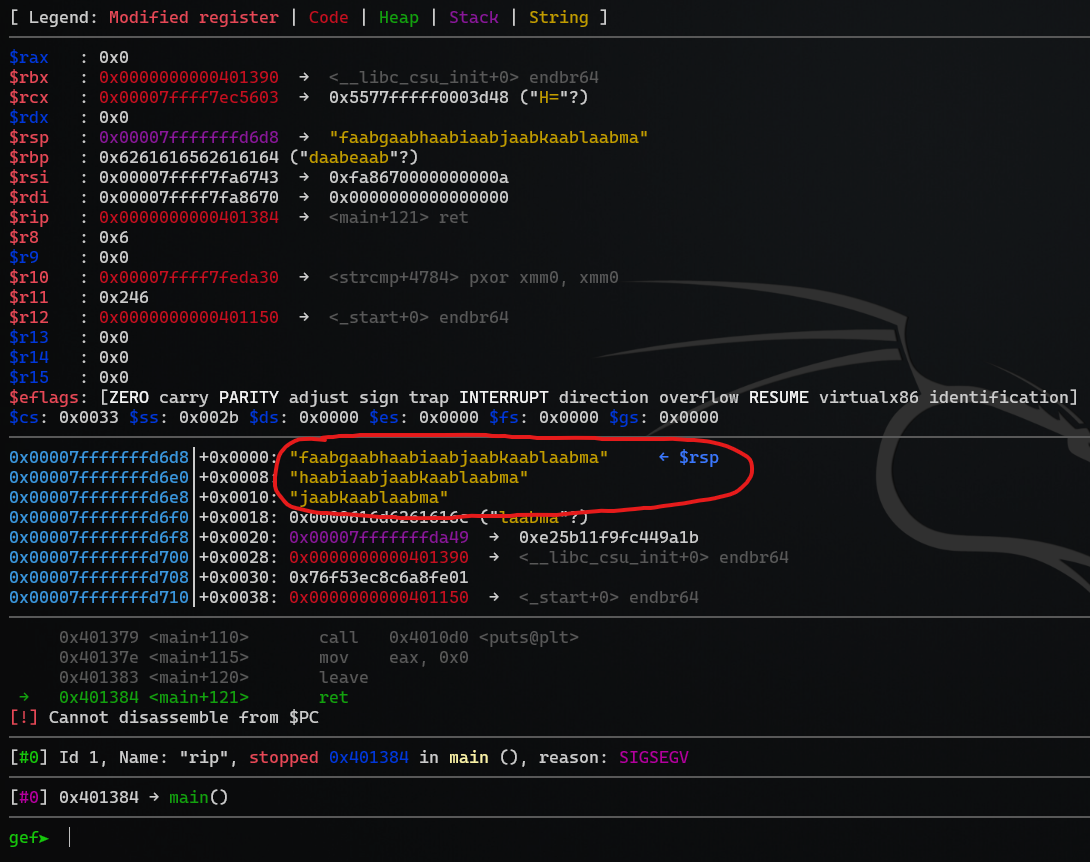 [ Legend: Modified register | Code | Heap | Stack | String ]
$rax   : 0x0
$rbx   : 0x0000000000401390  →  <__libc_csu_init+0> endbr64
$rcx   : 0x00007ffff7ec5603  →  0x5577fffff0003d48 ("H="?)
$rdx   : 0x0
$rsp   : 0x00007fffffffd6d8  →  "faabgaabhaabiaabjaabkaablaabma"
$rbp   : 0x6261616562616164 ("daabeaab"?)
$rsi   : 0x00007ffff7fa6743  →  0xfa8670000000000a
$rdi   : 0x00007ffff7fa8670  →  0x0000000000000000
$rip   : 0x0000000000401384  →  <main+121> ret
$r8    : 0x6
$r9    : 0x0
$r10   : 0x00007ffff7feda30  →  <strcmp+4784> pxor xmm0, xmm0
$r11   : 0x246
$r12   : 0x0000000000401150  →  <_start+0> endbr64
$r13   : 0x0
$r14   : 0x0
$r15   : 0x0
$eflags: [ZERO carry PARITY adjust sign trap INTERRUPT direction overflow RESUME virtualx86 identification]
$cs: 0x0033 $ss: 0x002b $ds: 0x0000 $es: 0x0000 $fs: 0x0000 $gs: 0x0000
0x00007fffffffd6d8│+0x0000: "faabgaabhaabiaabjaabkaablaabma"     ← $rsp
0x00007fffffffd6e0│+0x0008: "haabiaabjaabkaablaabma"
0x00007fffffffd6e8│+0x0010: "jaabkaablaabma"
0x00007fffffffd6f0│+0x0018: 0x0000616d6261616c ("laabma"?)
0x00007fffffffd6f8│+0x0020: 0x00007fffffffda49  →  0xe25b11f9fc449a1b
0x00007fffffffd700│+0x0028: 0x0000000000401390  →  <__libc_csu_init+0> endbr64
0x00007fffffffd708│+0x0030: 0x76f53ec8c6a8fe01
0x00007fffffffd710│+0x0038: 0x0000000000401150  →  <_start+0> endbr64
0x401379 <main+110>       call   0x4010d0 <puts@plt>
0x40137e <main+115>       mov    eax, 0x0
0x401383 <main+120>       leave
→   0x401384 <main+121>       ret
[!] Cannot disassemble from $PC
[#0] Id 1, Name: "rip", stopped 0x401384 in main (), reason: SIGSEGV
[#0] 0x401384 → main()
gef➤